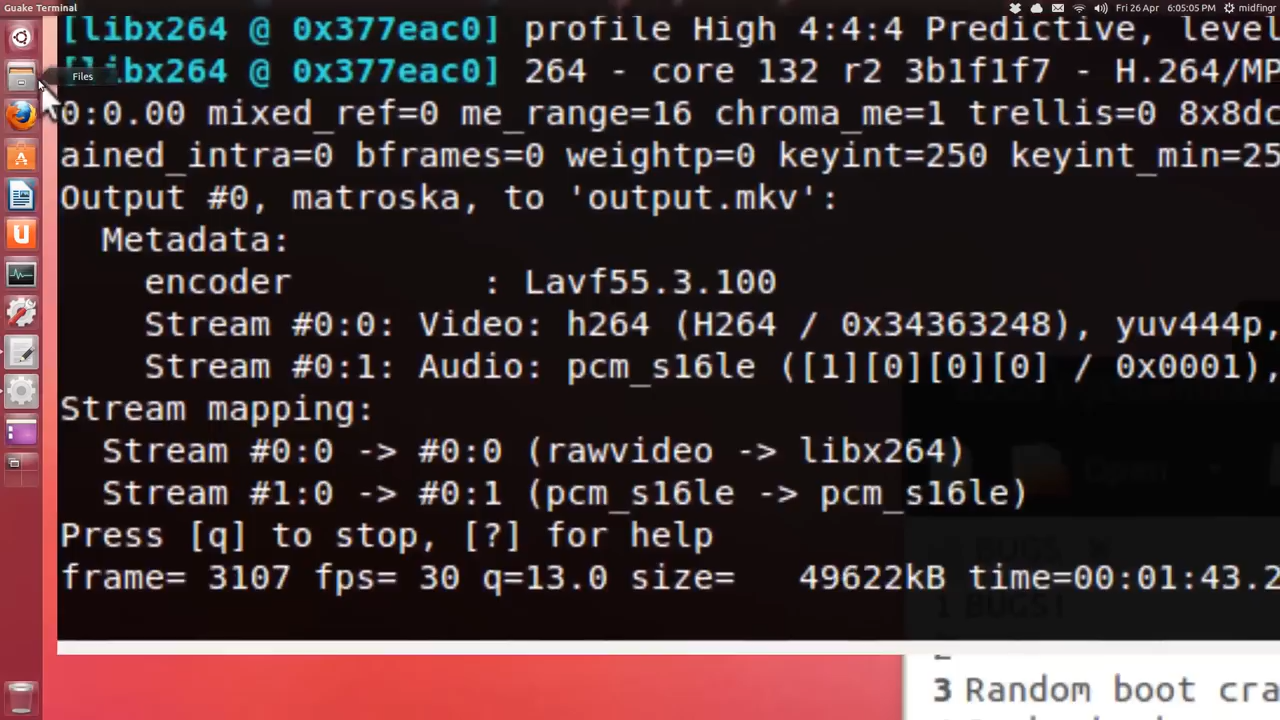 Guake Terminal
Fri 26 Apr 6:05:05 PM midfingr
Files
[libx264 @ 0x377eac0] profile High 4:4:4 Predictive, level
[libx264 @ 0x377eac0] 264 - core 132 r2 3b1f1f7 - H.264/MP
0:0.00 mixed_ref=0 me_range=16 chroma_me=1 trellis=0 8x8dc
ained_intra=0 bframes=0 weightp=0 keyint=250 keyint_min=25
Output #0, matroska, to 'output.mkv':
Metadata:
encoder : Lavf55.3.100
Stream #0:0: Video: h264 (H264 / 0x34363248), yuv444p,
Stream #0:1: Audio: pcm_s16le ([1][0][0][0] / 0x0001),
Stream mapping:
Stream #0:0 -> #0:0 (rawvideo -> libx264)
Stream #1:0 -> #0:1 (pcm_s16le -> pcm_s16le)
Press [q] to stop, [?] for help
frame= 3107 fps= 30 q=13.0 size= 49622kB time=00:01:43.2
Open
BUGS
1 BUGS!
2
3 Random boot cra